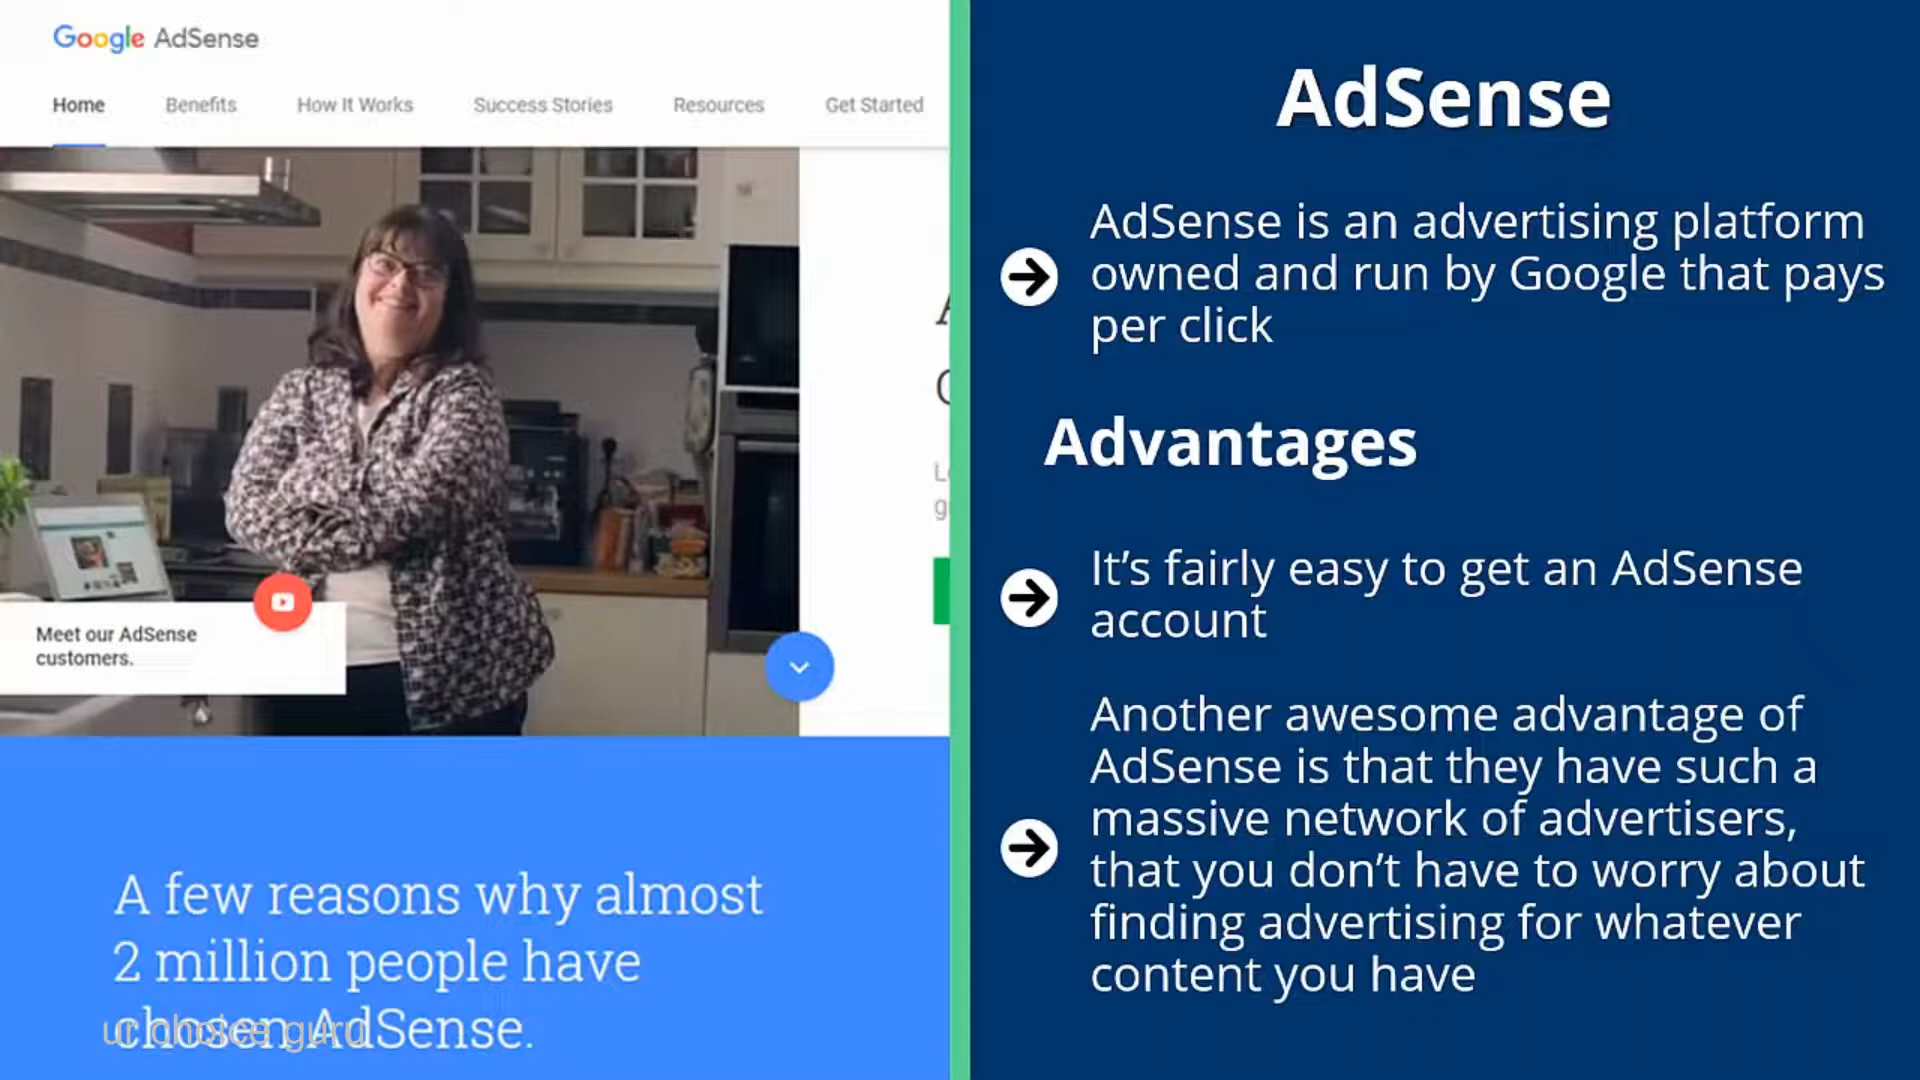 Google AdSense
Home Benefits How It Works Success Stories Resources Get Started
Meet our AdSense
customers.
A few reasons why almost
2 million people have
chosen AdSense.
ur choice guru
AdSense
AdSense is an advertising platform
owned and run by Google that pays
per click
Advantages
It’s fairly easy to get an AdSense
account
Another awesome advantage of
AdSense is that they have such a
massive network of advertisers,
that you don’t have to worry about
finding advertising for whatever
content you have